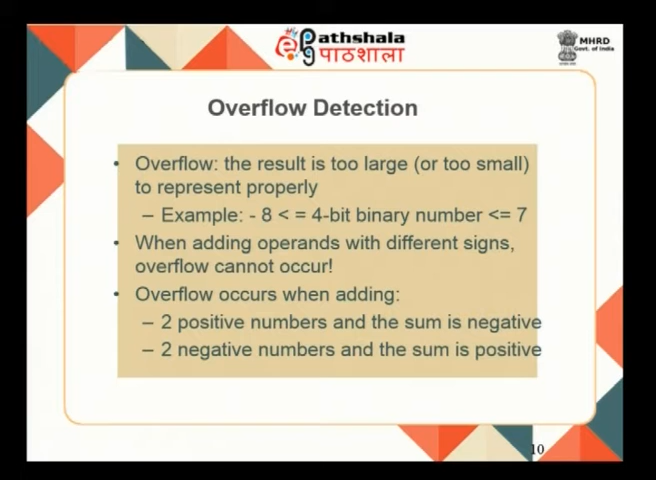 ePathshala
पाठशाला
MHRD
Govt. of India
Overflow Detection
• Overflow: the result is too large (or too small)
to represent properly
– Example: - 8 < = 4-bit binary number <= 7
• When adding operands with different signs,
overflow cannot occur!
• Overflow occurs when adding:
– 2 positive numbers and the sum is negative
– 2 negative numbers and the sum is positive
10